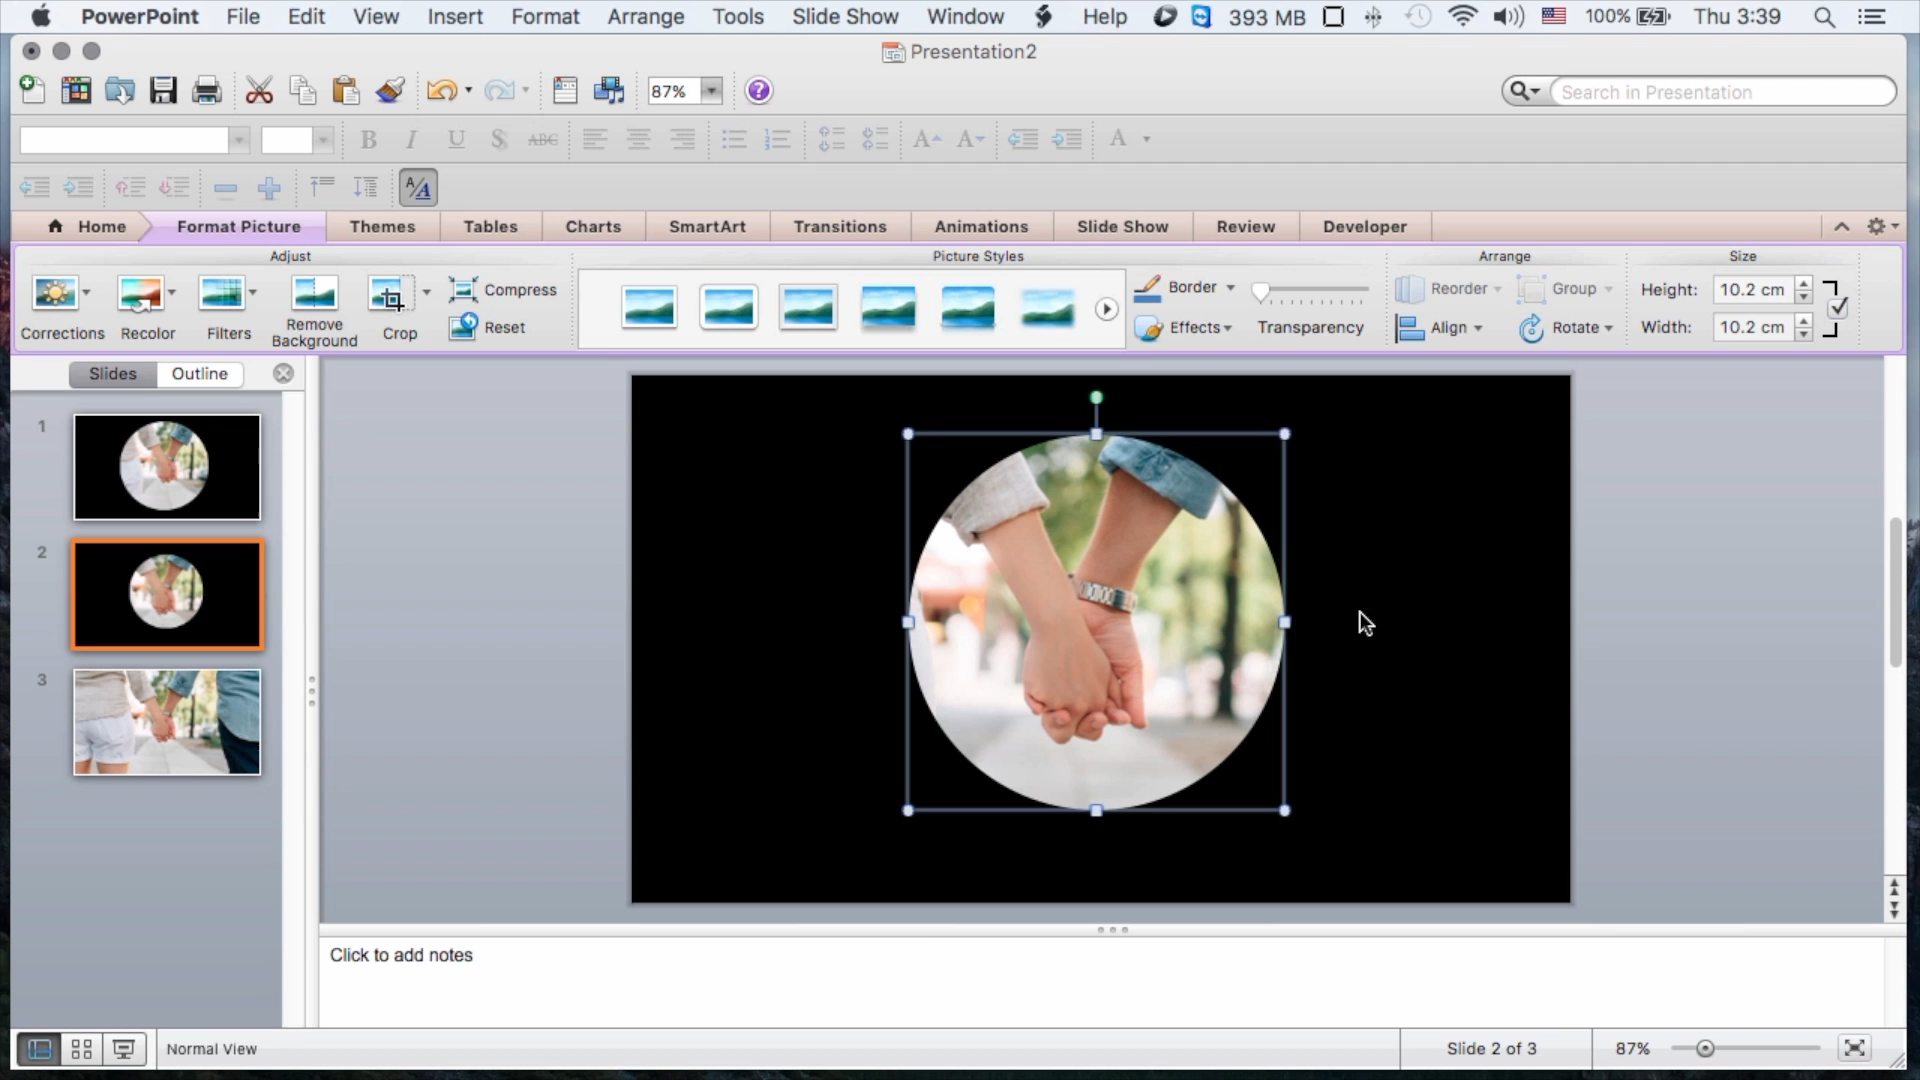 PowerPoint File Edit View Insert Format Arrange Tools Slide Show Window Help 393 MB 100% Thu 3:39
Presentation2
87% ? Search in Presentation
B I U S ABC A A A
A/A
Home Format Picture Themes Tables Charts SmartArt Transitions Animations Slide Show Review Developer
Adjust Picture Styles Arrange Size
Compress Border Reorder Group Height: 10.2 cm
Corrections Recolor Filters Remove Background Crop Reset Effects Transparency Align Rotate Width: 10.2 cm
Slides Outline
1
2
3
Click to add notes
Normal View Slide 2 of 3 87%